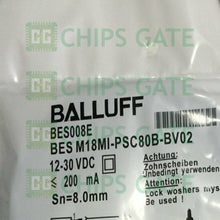 CHIPS GATE
BALLUFF
BES008E
BES M18MI-PSC80B-BV02
12-30 VDC
≤ 200 mA
Sn=8.0mm
Achtung:
Zahnscheiben
Unbedingt verwenden
Attention:
Lock washers